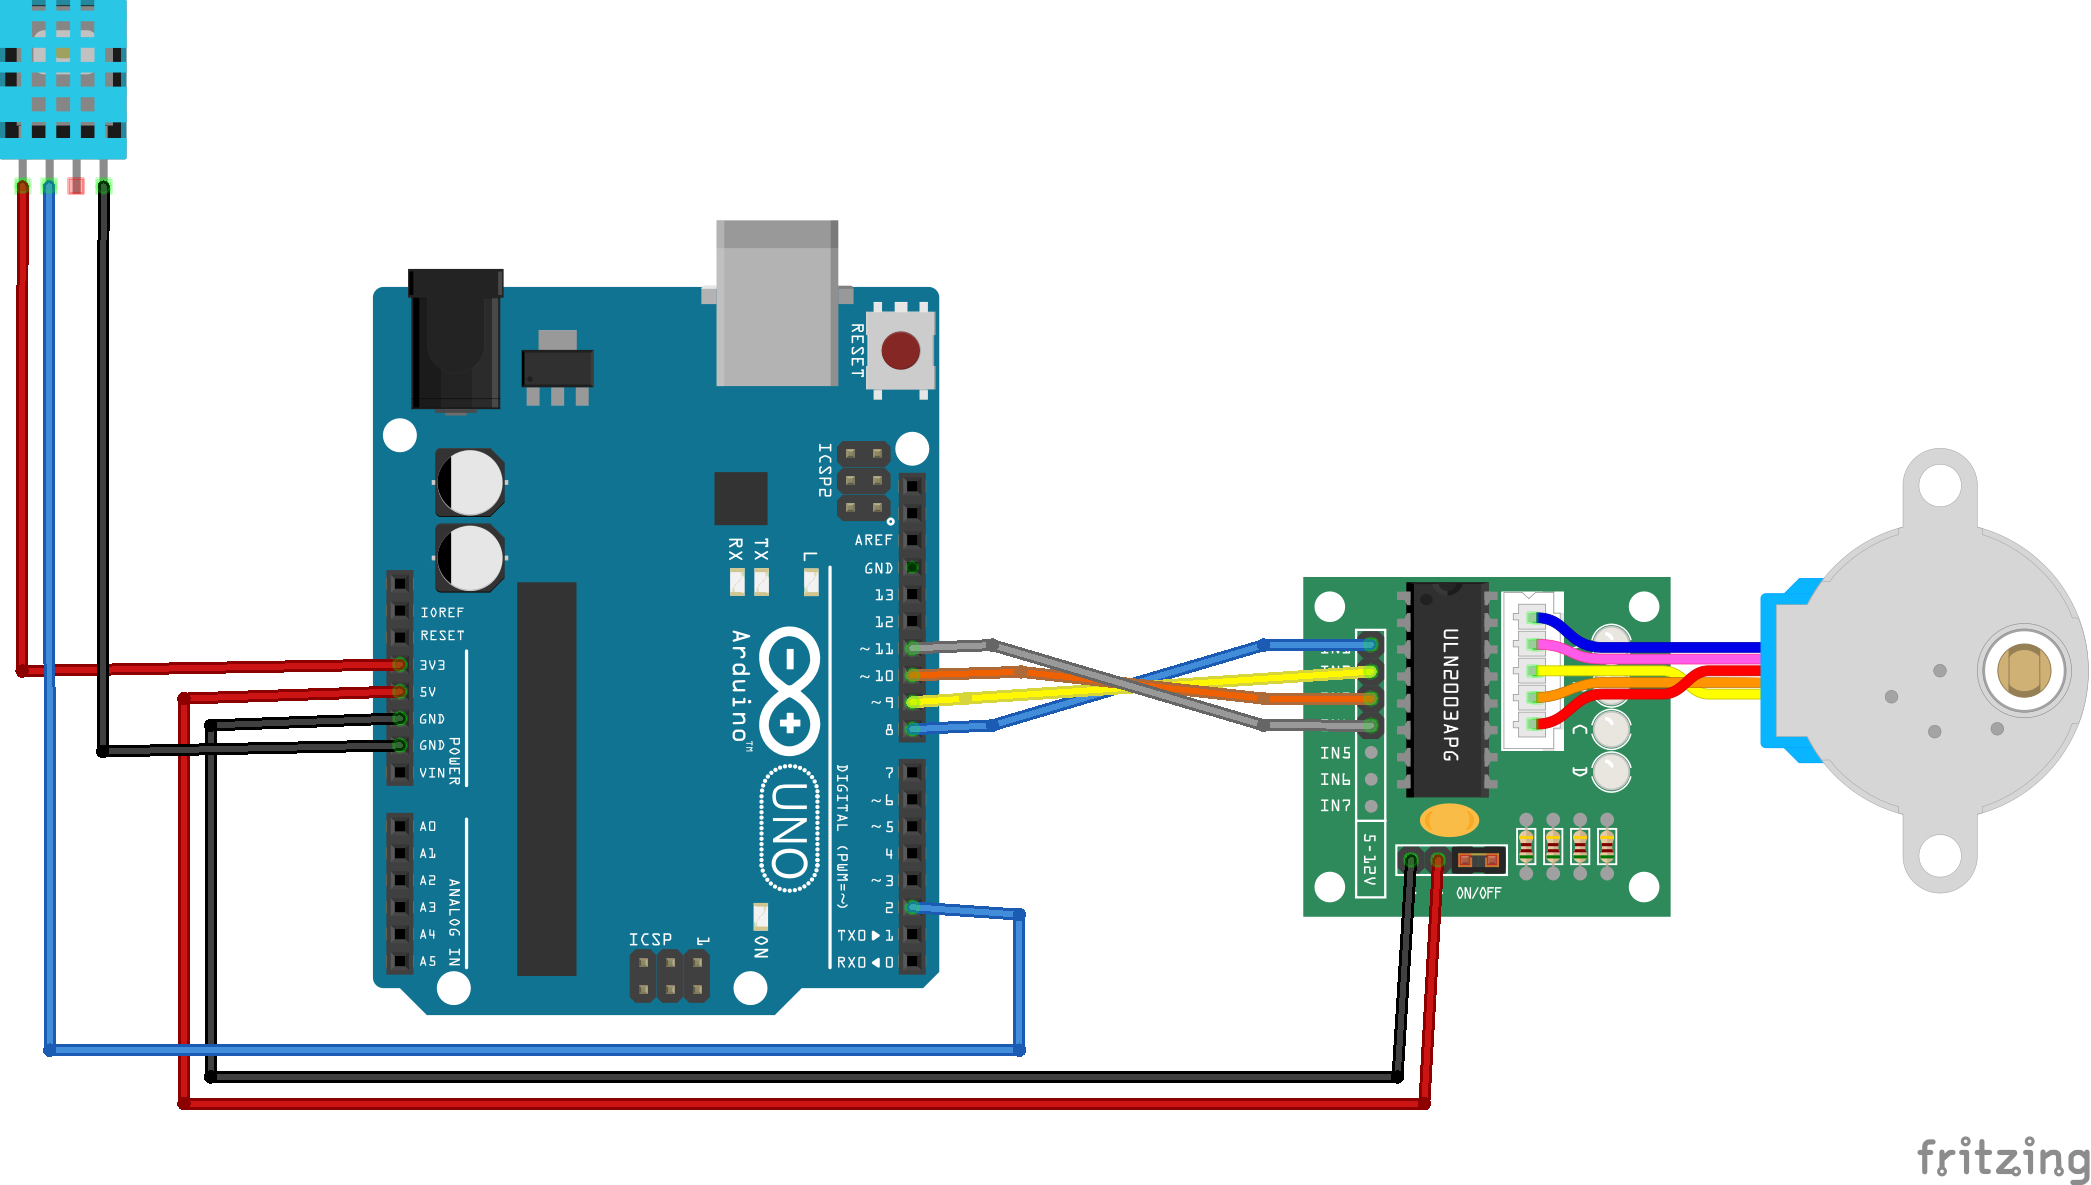 RESET
ICSP2
AREF
GND
13
12
~11
~10
~9
8
RX
TX
L
IOREF
RESET
3V3
5V
GND
GND
VIN
POWER
Arduino™
UNO
7
~6
~5
4
~3
2
TX0▶1
RX0◀0
DIGITAL (PWM=~)
A0
A1
A2
A3
A4
A5
ANALOG IN
ICSP
1
ON
IN5
IN6
IN7
5-12V
ULN2003APG
C
D
ON/OFF
fritzing